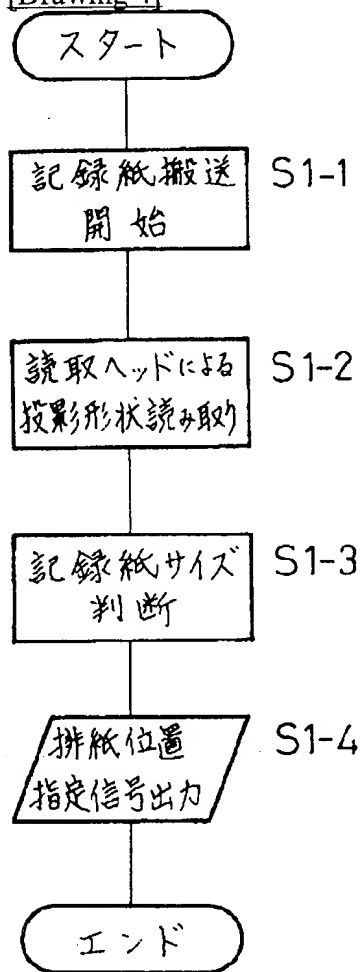 スタート
記録紙搬送
開始
S1-1
読取ヘッドによる
投影形状読み取り
S1-2
記録紙サイズ
判断
S1-3
排紙位置
指定信号出力
S1-4
エンド